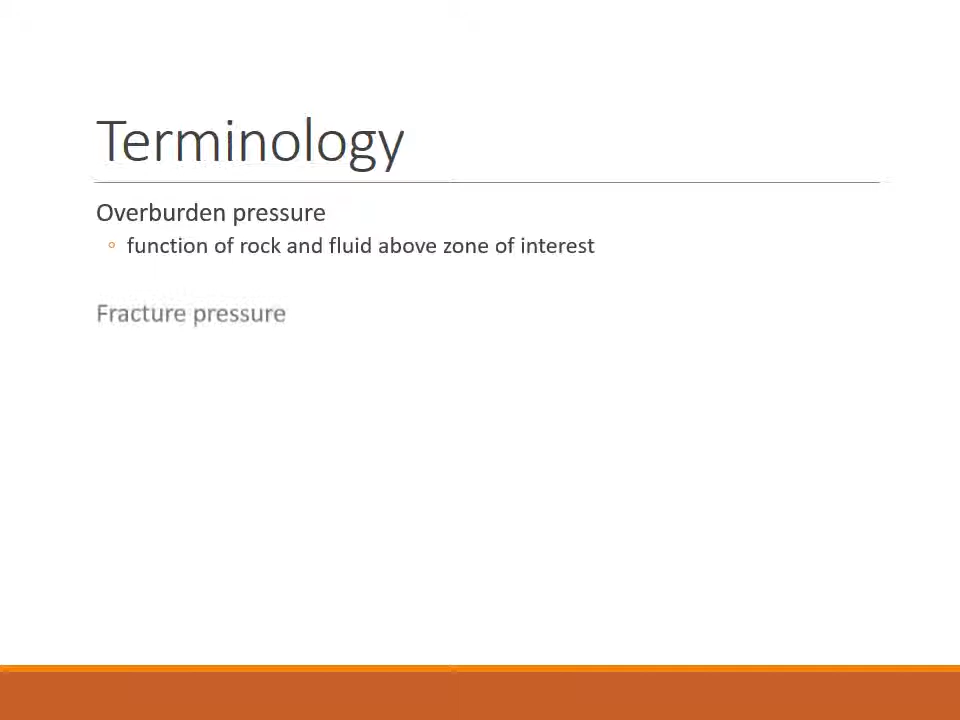 Terminology
Overburden pressure
◦ function of rock and fluid above zone of interest
Fracture pressure